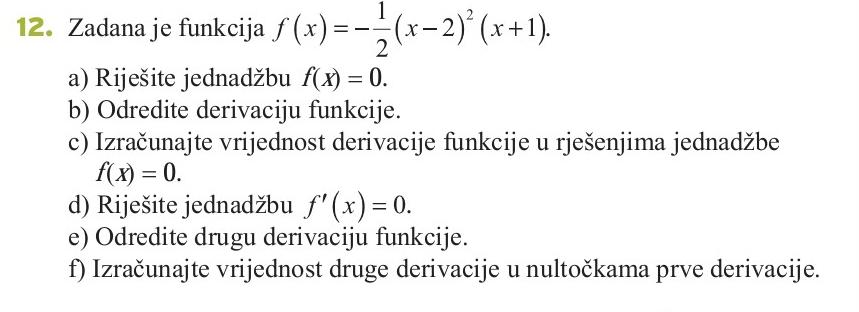 12. Zadana je funkcija f(x) = -\frac{1}{2}(x-2)^2(x+1).
a) Riješite jednadžbu f(x) = 0.
b) Odredite derivaciju funkcije.
c) Izračunajte vrijednost derivacije funkcije u rješenjima jednadžbe
f(x) = 0.
d) Riješite jednadžbu f'(x) = 0.
e) Odredite drugu derivaciju funkcije.
f) Izračunajte vrijednost druge derivacije u nultočkama prve derivacije.